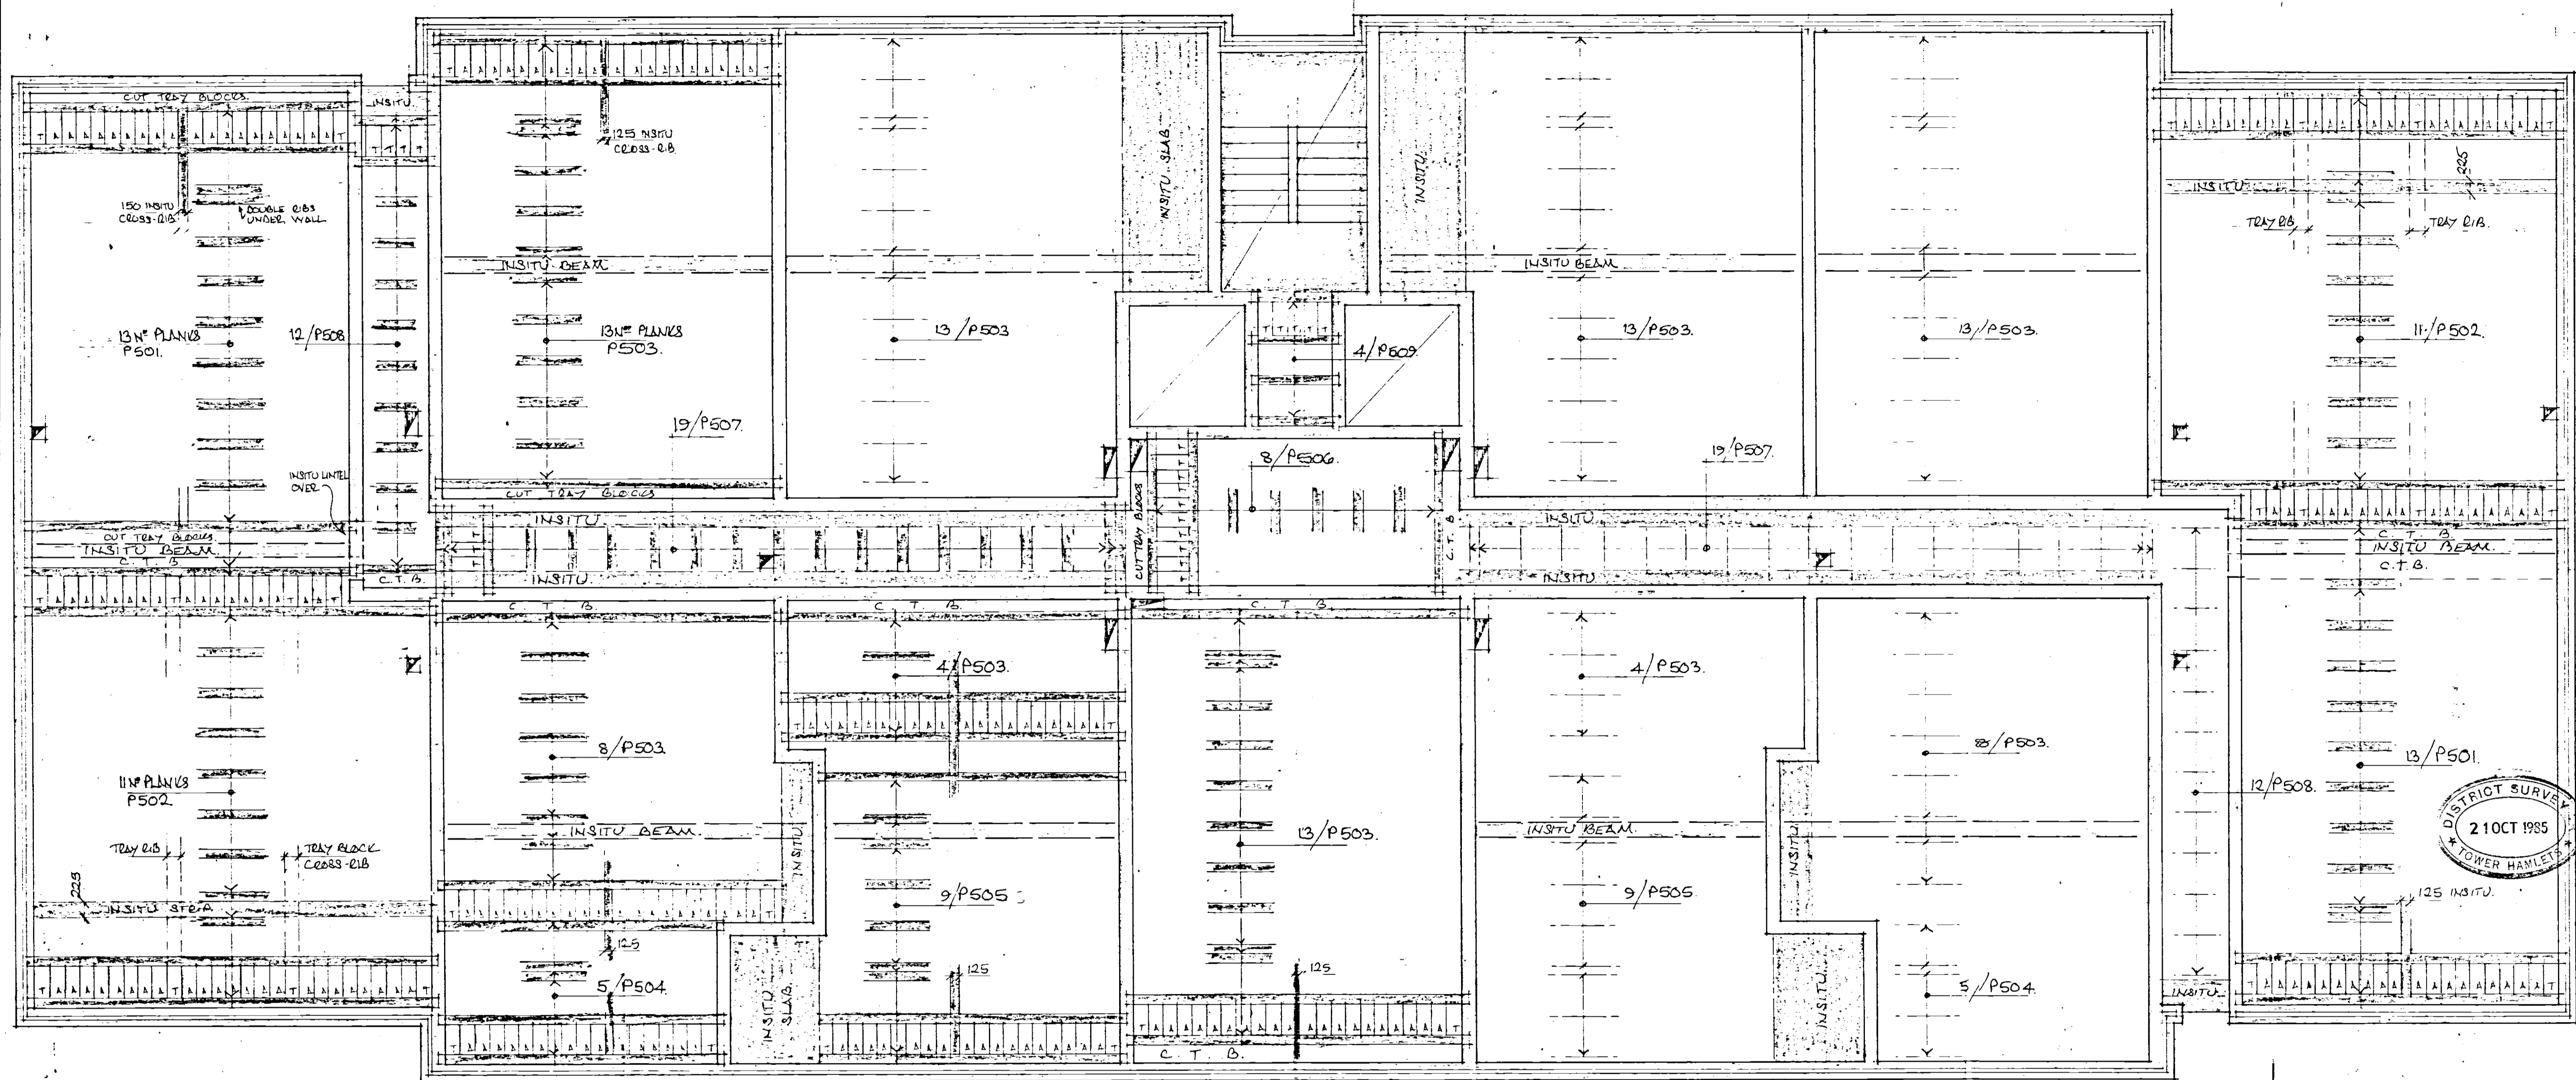 CUT TRAY BLOCKS.
INSITU.
125 INSITU
CROSS-RIB
INSITU SLAB
INSITU.
INSITU
225
150 INSITU
CROSS-RIB
DOUBLE RIBS
UNDER WALL
TRAY RIB
TRAY RIB.
INSITU BEAM
INSITU BEAM
13 Nº PLANKS
P501.
12/P508
13 Nº PLANKS
P503.
13/P503
4/P509.
13/P503.
13/P503.
11/P502.
19/P507.
8/P506.
19/P507.
INSITU LINTEL
OVER
CUT TRAY BLOCKS
CUT TRAY BLOCKS
C.T.B.
INSITU
INSITU
CUT TRAY BLOCKS.
INSITU BEAM
C.T.B
C.T.B.
INSITU BEAM.
C.T.B.
C.T.B.
INSITU
INSITU
C.T.B.
C.T.B.
C.T.B.
4/P503.
4/P503.
8/P503
8/P503.
11 Nº PLANKS
P502
13/P501.
12/P508.
DISTRICT SURVEY
21 OCT 1985
TOWER HAMLETS
INSITU BEAM.
INSITU
13/P503.
INSITU BEAM.
INSITU
TRAY RIB
TRAY BLOCK
CROSS-RIB
225
INSITU STRIP
9/P505
9/P505
125 INSITU.
125
125
125
5/P504.
5/P504.
INSITU
SLAB.
INSITU.
INSITU
C.T.B.